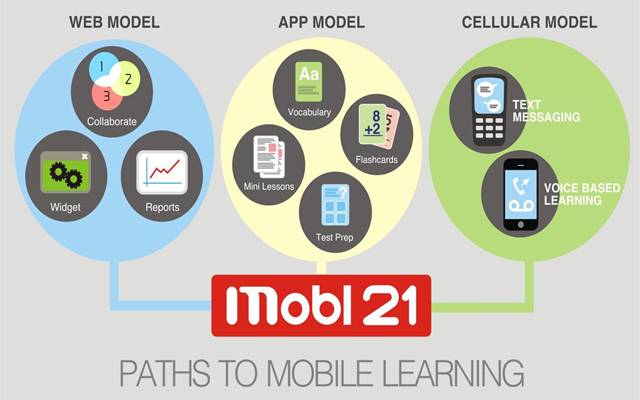 WEB MODEL
APP MODEL
CELLULAR MODEL
1
2
3
Collaborate
Widget
Reports
Aa
Vocabulary
8
+2
Flashcards
Mini Lessons
?
Test Prep
TEXT
MESSAGING
VOICE BASED
LEARNING
Mobl 21
PATHS TO MOBILE LEARNING